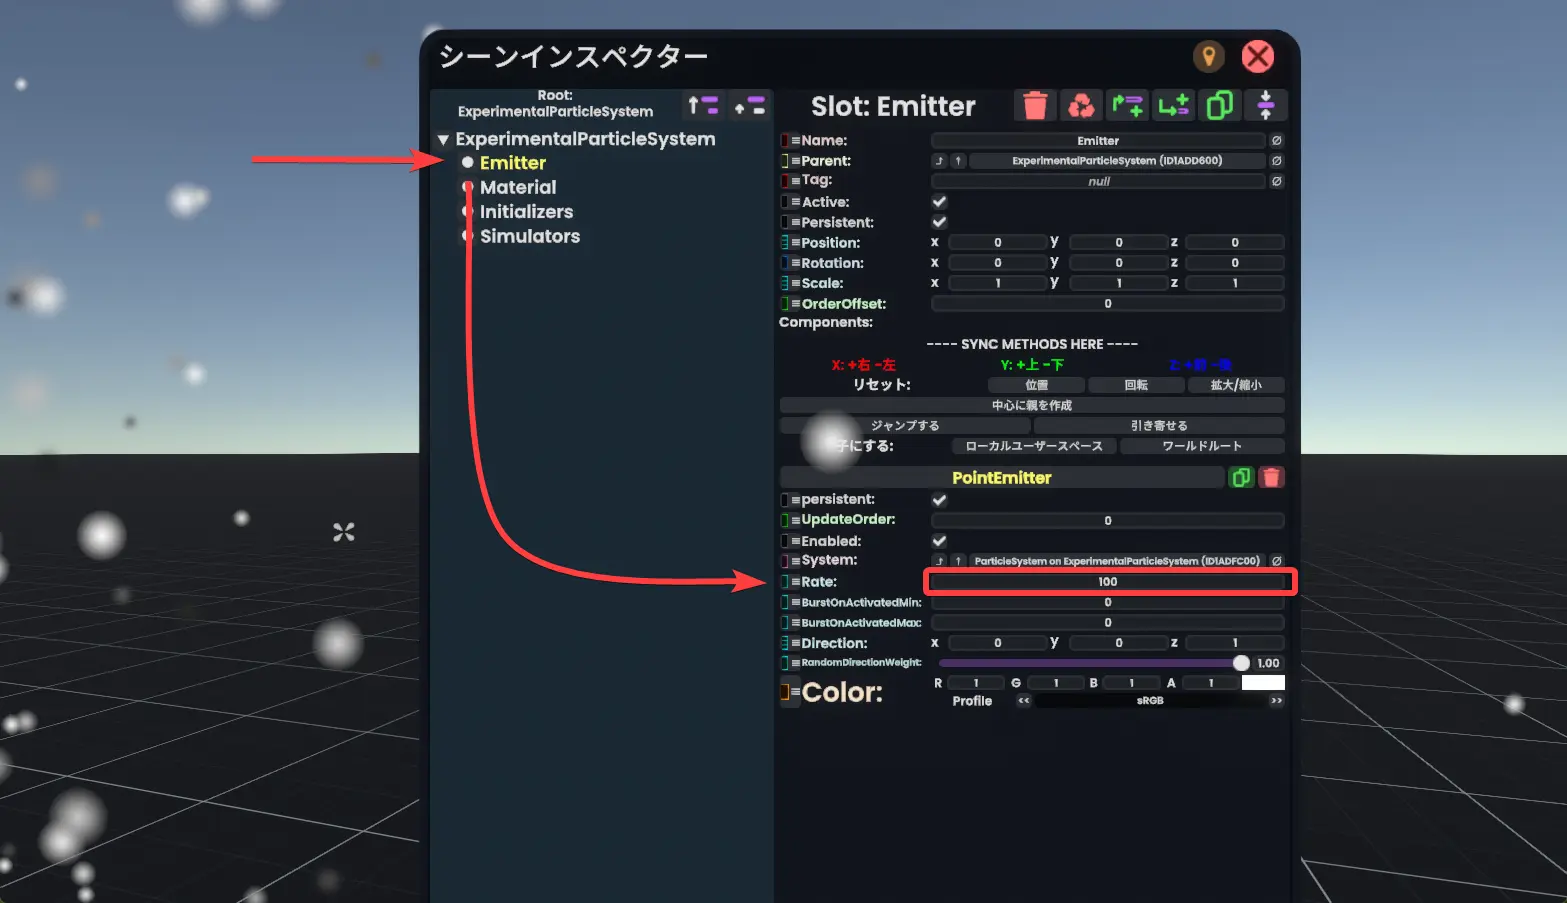 シーンインスペクター
Root:
ExperimentalParticleSystem
ExperimentalParticleSystem
Emitter
Material
Initializers
Simulators
Slot: Emitter
Name: Emitter
Parent: ExperimentalParticleSystem (ID1ADD600)
Tag: null
Active:
Persistent:
Position: x 0 y 0 z 0
Rotation: x 0 y 0 z 0
Scale: x 1 y 1 z 1
OrderOffset: 0
Components:
---- SYNC METHODS HERE ----
X: +右 -左 Y: +上 -下 Z: +前 -後
リセット: 位置 回転 拡大/縮小
中心に親を作成
ジャンプする 引き寄せる
子にする: ローカルユーザースペース ワールドルート
PointEmitter
persistent:
UpdateOrder: 0
Enabled:
System: ParticleSystem on ExperimentalParticleSystem (ID1ADFC00)
Rate: 100
BurstOnActivatedMin: 0
BurstOnActivatedMax: 0
Direction: x 0 y 0 z 1
RandomDirectionWeight: 1.00
Color: R 1 G 1 B 1 A 1
Profile << sRGB >>